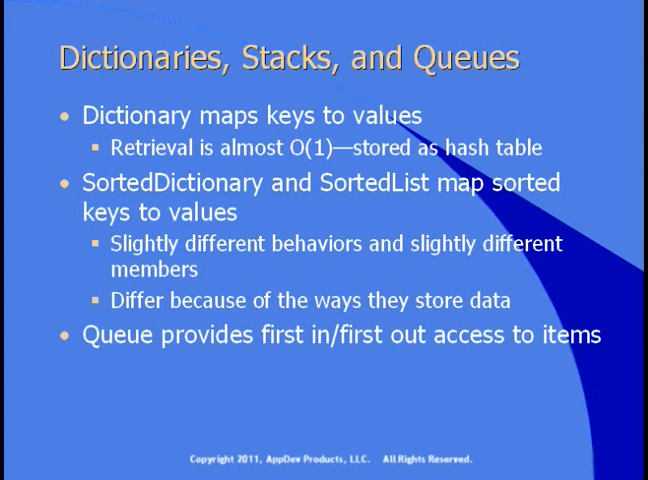 Dictionaries, Stacks, and Queues
• Dictionary maps keys to values
▪ Retrieval is almost O(1)—stored as hash table
• SortedDictionary and SortedList map sorted
keys to values
▪ Slightly different behaviors and slightly different
members
▪ Differ because of the ways they store data
• Queue provides first in/first out access to items
Copyright 2011, AppDev Products, LLC. All Rights Reserved.